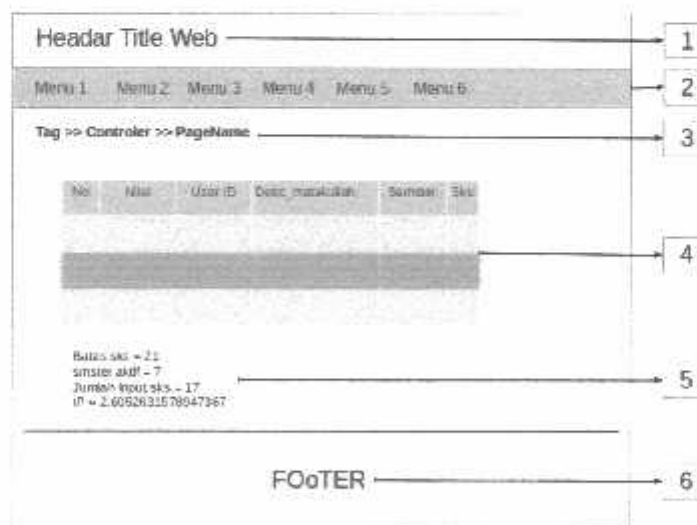 Headar Title Web
1
Menu 1 Menu 2 Menu 3 Menu 4 Menu 5 Menu 6
2
Tag >> Controler >> PageName
3
No Nilai User ID Desc_matakuliah Sks
4
Batas sks = 21
smster aktif = 7
Jumlah input sks = 17
IP = 2.6052631578947367
5
FOoTER
6